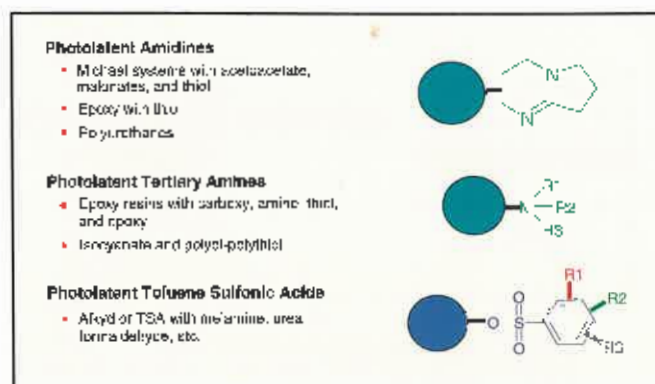 Photolatent Amidines
Michael systems with acetoacetate,
malonates, and thiol
Epoxy with thiol
Polyurethanes
N
N
Photolatent Tertiary Amines
Epoxy resins with carboxy, amine, thiol,
and epoxy
Isocyanate and polyol-polythiol
R1
N R2
R3
Photolatent Toluene Sulfonic Acids
Alkyd or TSA with melamine, urea
formaldehyde, etc.
R1
O R2
O S
O R3